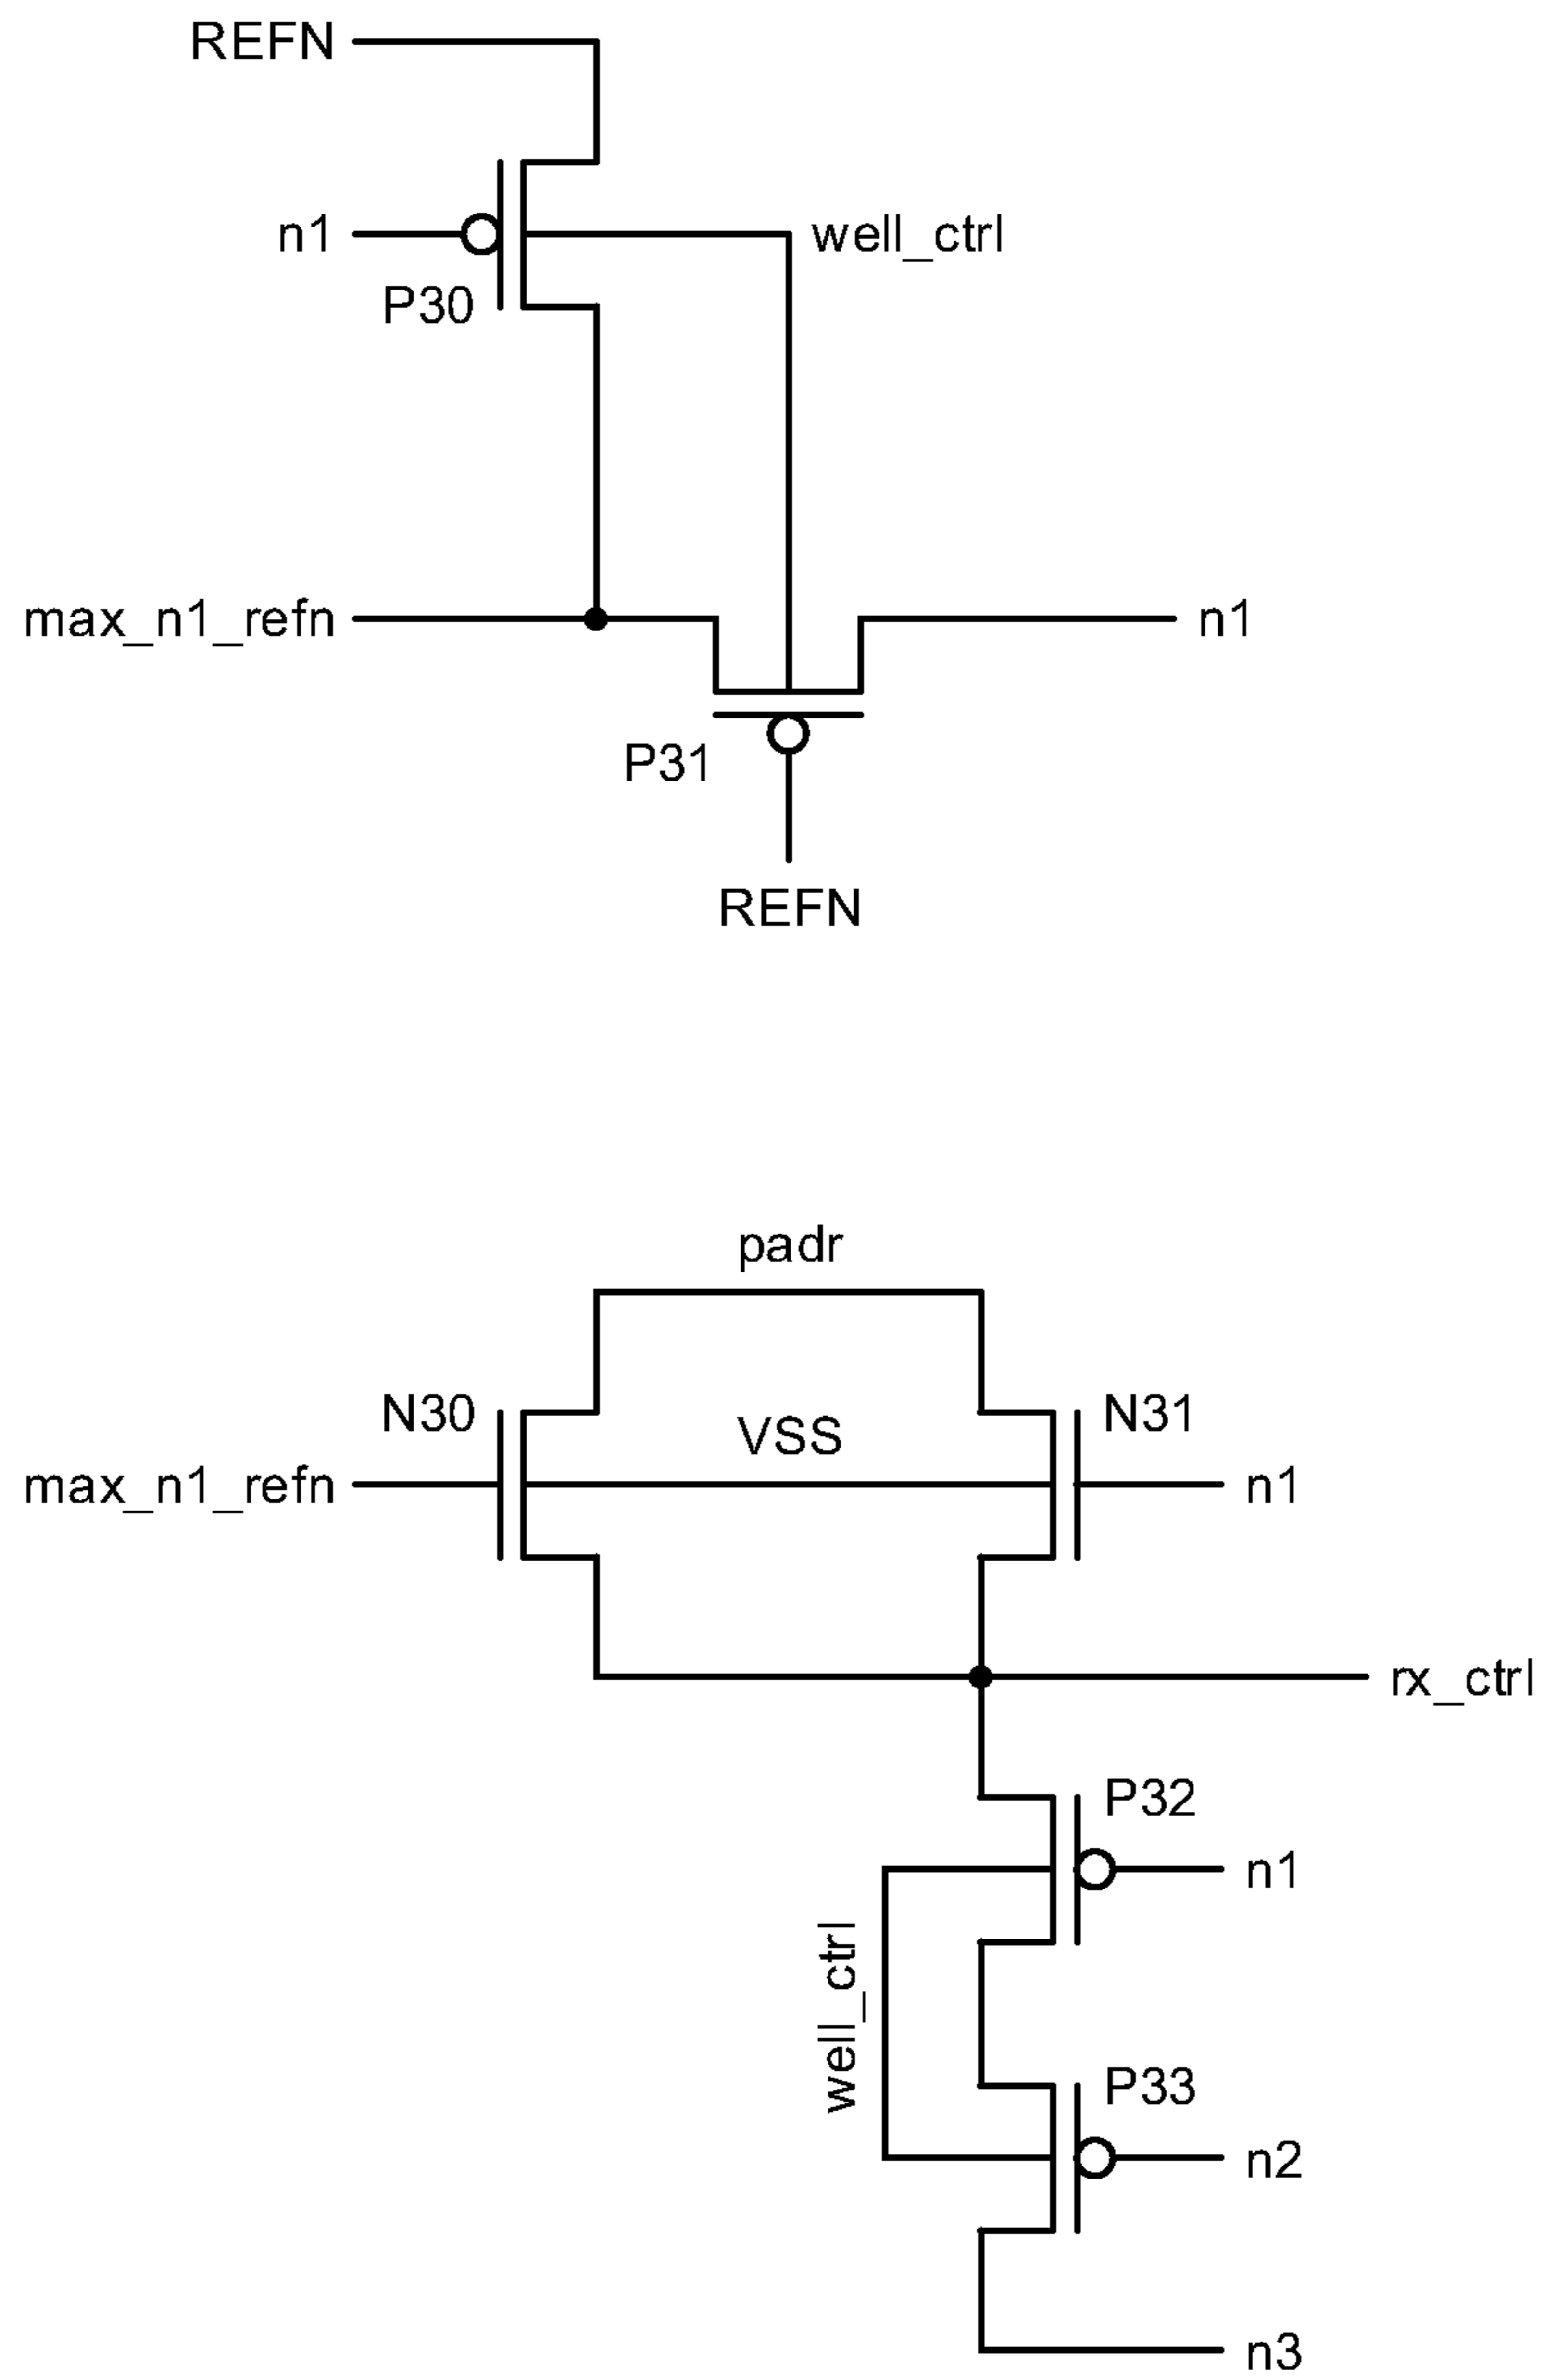 REFN
n1
well_ctrl
P30
max_n1_refn
n1
P31
REFN
padr
N30
VSS
N31
max_n1_refn
n1
rx_ctrl
P32
n1
well_ctrl
P33
n2
n3